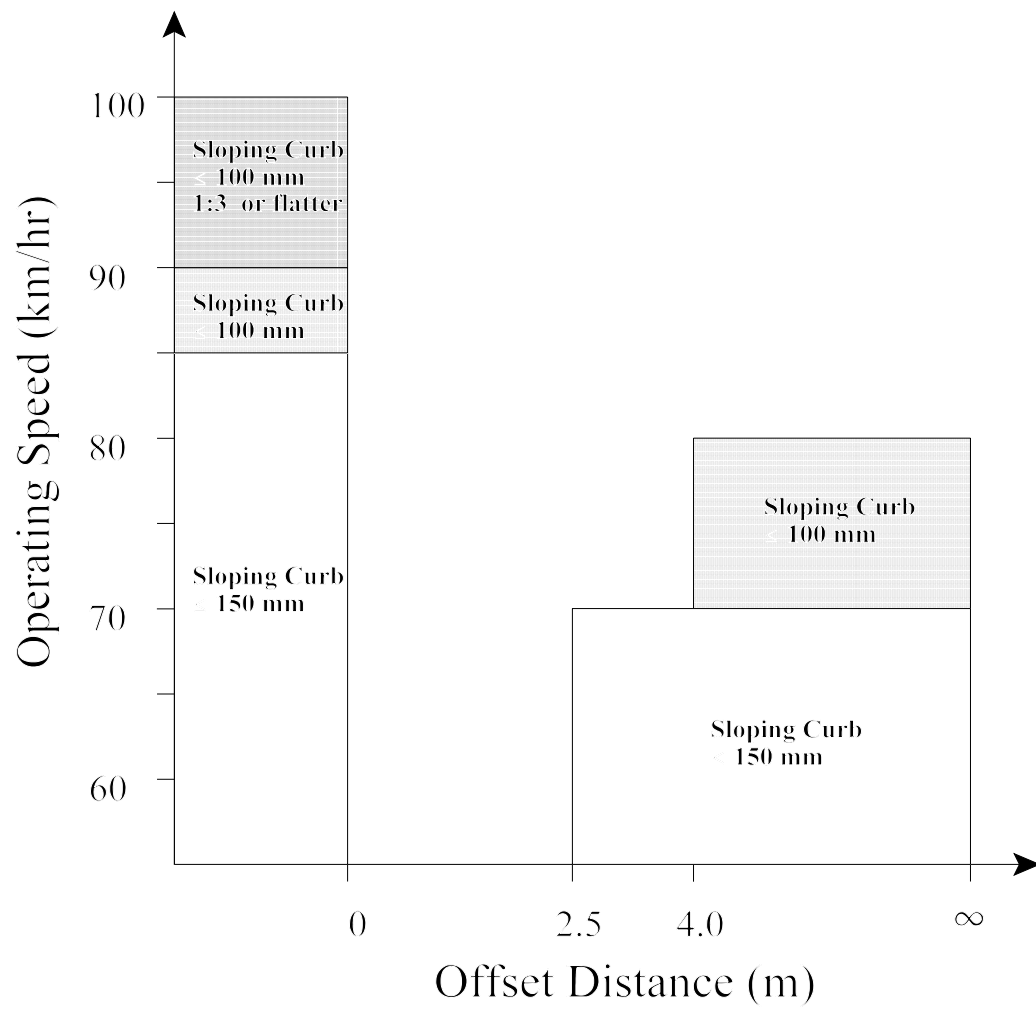 100
Sloping Curb
≤ 100 mm
1:3 or flatter
90
Sloping Curb
≤ 100 mm
80
Sloping Curb
≤ 100 mm
Sloping Curb
150 mm
70
Sloping Curb
150 mm
60
Operating Speed (km/hr)
0
2.5
4.0
∞
Offset Distance (m)